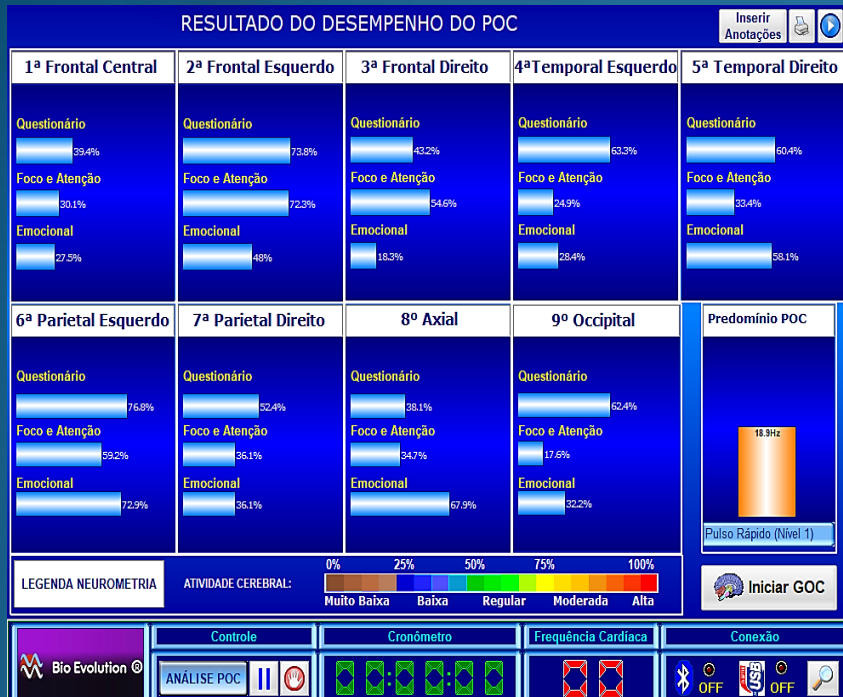 RESULTADO DO DESEMPENHO DO POC
Inserir
Anotações
1ª Frontal Central
Questionário
39.4%
Foco e Atenção
30.1%
Emocional
27.5%
2ª Frontal Esquerdo
Questionário
73.8%
Foco e Atenção
72.3%
Emocional
48%
3ª Frontal Direito
Questionário
43.2%
Foco e Atenção
54.6%
Emocional
18.3%
4ªTemporal Esquerdo
Questionário
63.3%
Foco e Atenção
24.9%
Emocional
28.4%
5ª Temporal Direito
Questionário
60.4%
Foco e Atenção
33.4%
Emocional
58.1%
6ª Parietal Esquerdo
Questionário
76.8%
Foco e Atenção
59.2%
Emocional
72.9%
7ª Parietal Direito
Questionário
52.4%
Foco e Atenção
36.1%
Emocional
36.1%
8º Axial
Questionário
38.1%
Foco e Atenção
34.7%
Emocional
67.9%
9º Occipital
Questionário
62.4%
Foco e Atenção
17.6%
Emocional
32.2%
Predomínio POC
18.9Hz
Pulso Rápido (Nível 1)
LEGENDA NEUROMETRIA
ATIVIDADE CEREBRAL:
0% 25% 50% 75% 100%
Muito Baixa Baixa Regular Moderada Alta
Iniciar GOC
Bio Evolution ®
Controle
ANÁLISE POC
Cronômetro
00:00:00
Frequência Cardíaca
00
Conexão
OFF
USB
OFF